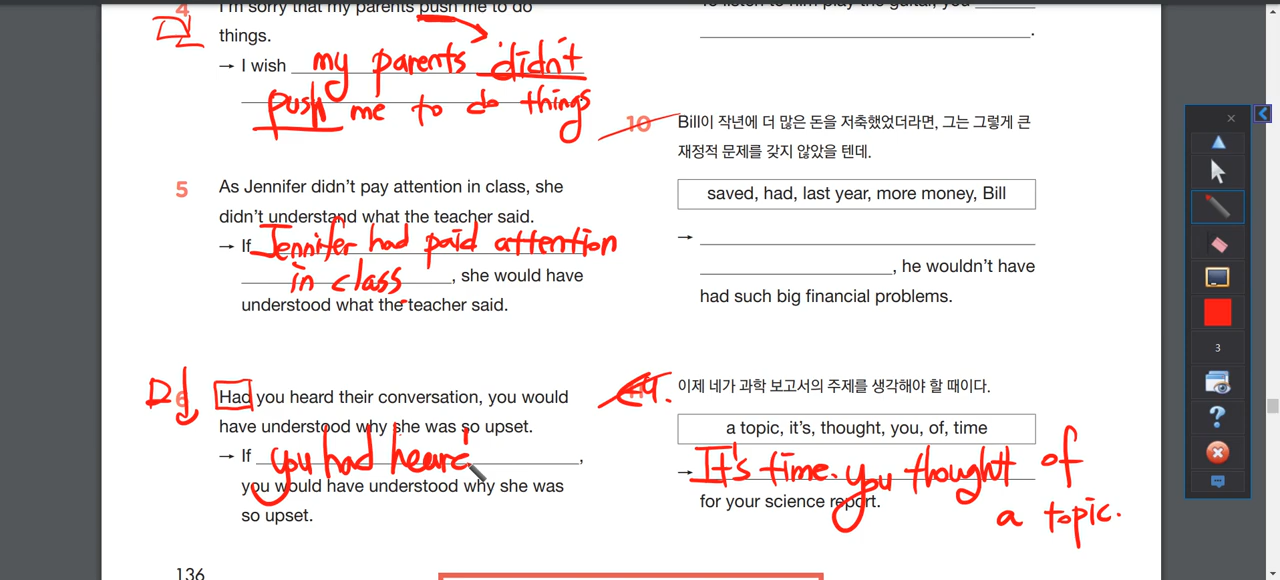 4
I'm sorry that my parents push me to do
things.
→ I wish my parents didn't
push me to do things
5
As Jennifer didn't pay attention in class, she
didn't understand what the teacher said.
→ If Jennifer had paid attention
in class, she would have
understood what the teacher said.
6
Had you heard their conversation, you would
have understood why she was so upset.
→ If you had heard,
you would have understood why she was
so upset.
136
10
Bill이 작년에 더 많은 돈을 저축했었더라면, 그는 그렇게 큰
재정적 문제를 갖지 않았을 텐데.
saved, had, last year, more money, Bill
→
, he wouldn't have
had such big financial problems.
이제 네가 과학 보고서의 주제를 생각해야 할 때이다.
a topic, it's, thought, you, of, time
→ It's time you thought of
a topic.
for your science report.
3